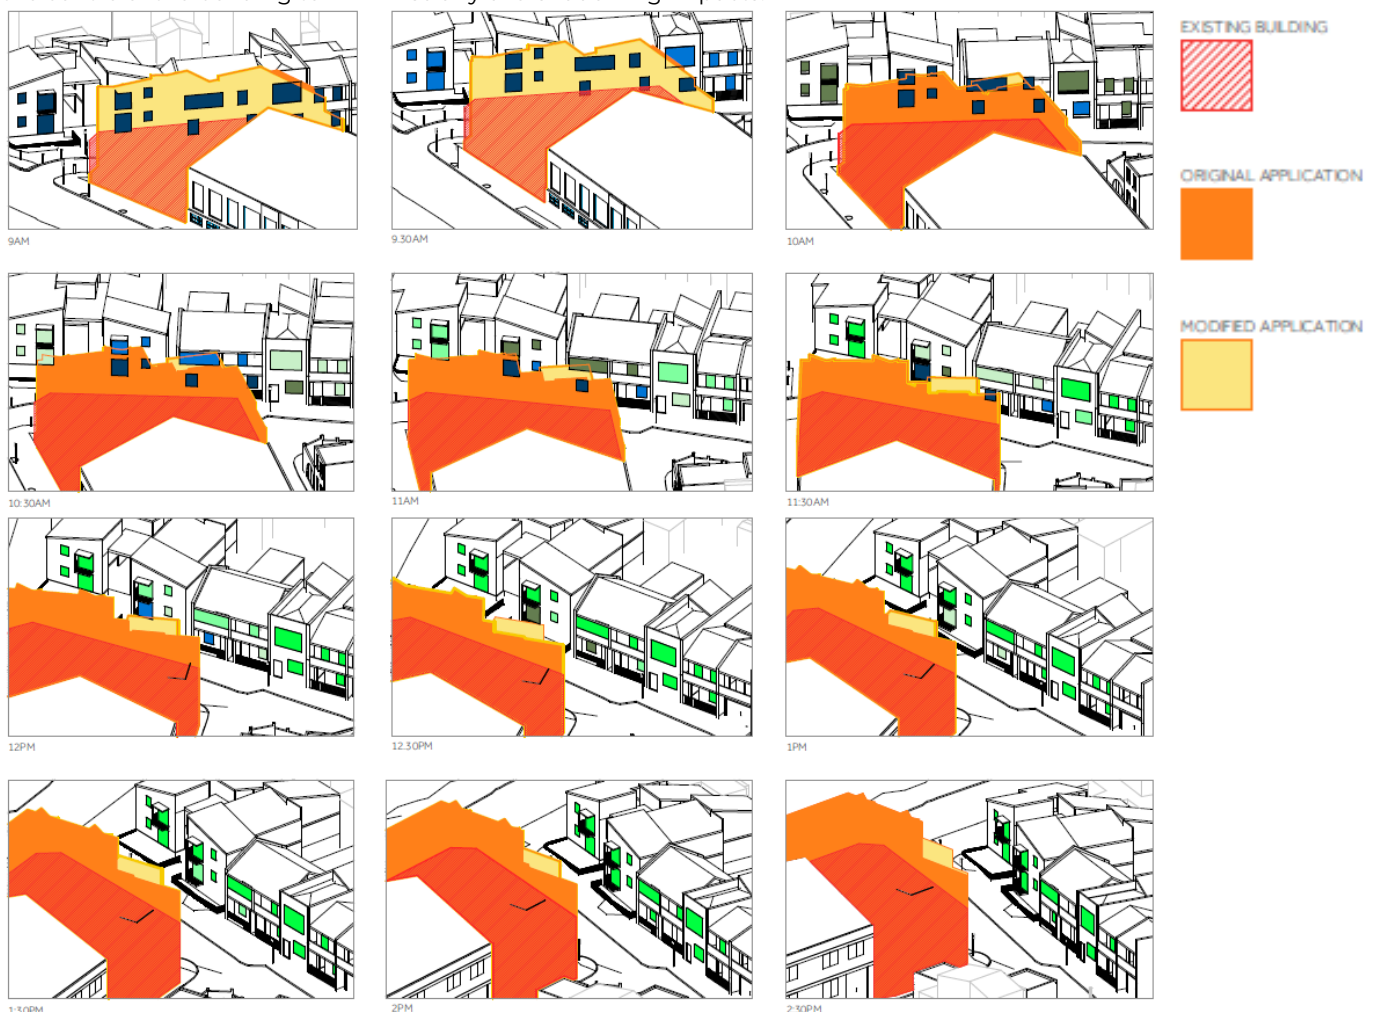 EXISTING BUILDING
ORIGINAL APPLICATION
MODIFIED APPLICATION
9AM
9.30AM
10AM
10:30AM
11AM
11:30AM
12PM
12.30PM
1PM
1:30PM
2PM
2:30PM